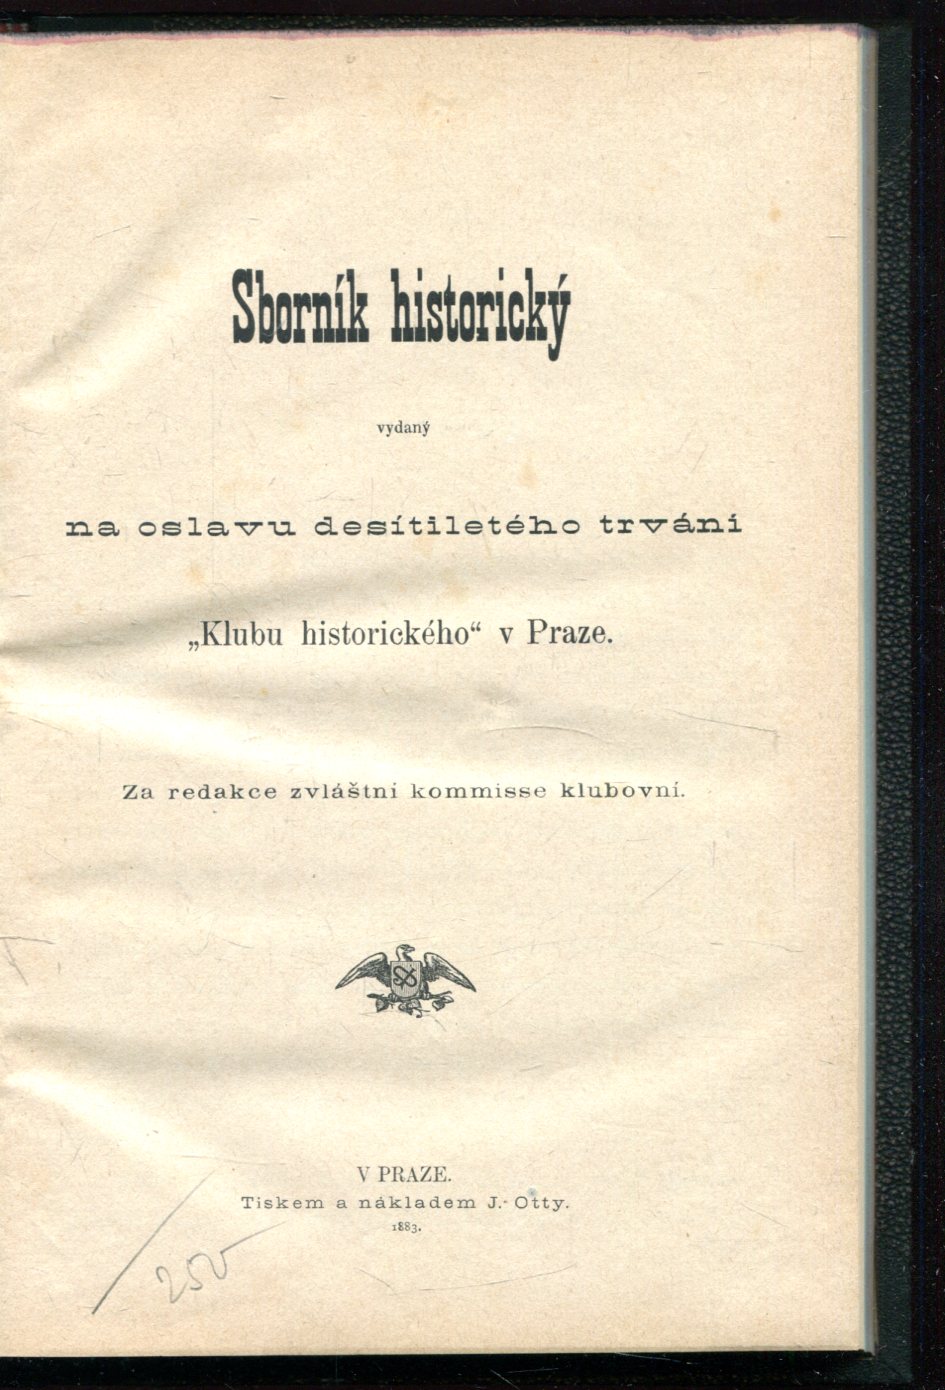 Sborník historický
vydaný
na oslavu desítiletého trvání
„Klubu historického“ v Praze.
Za redakce zvláštní kommisse klubovní.
V PRAZE.
Tiskem a nákladem J. Otty.
1883.
250